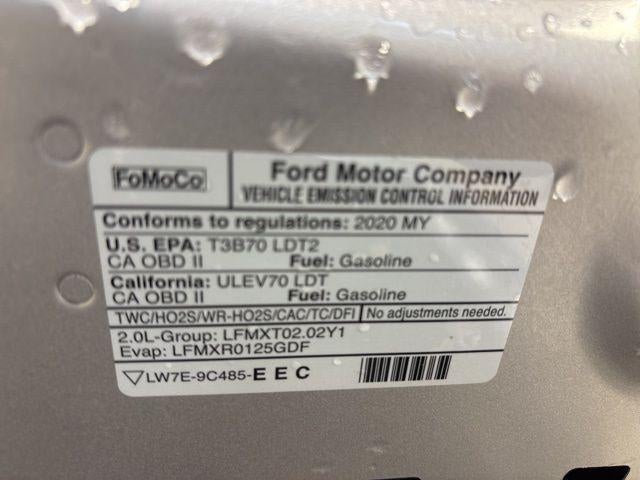 FoMoCo
Ford Motor Company
VEHICLE EMISSION CONTROL INFORMATION
Conforms to regulations: 2020 MY
U.S. EPA: T3B70 LDT2
CA OBD II Fuel: Gasoline
California: ULEV70 LDT
CA OBD II Fuel: Gasoline
TWC/HO2S/WR-HO2S/CAC/TC/DFI No adjustments needed.
2.0L-Group: LFMXT02.02Y1
Evap: LFMXR0125GDF
LW7E-9C485-E E C